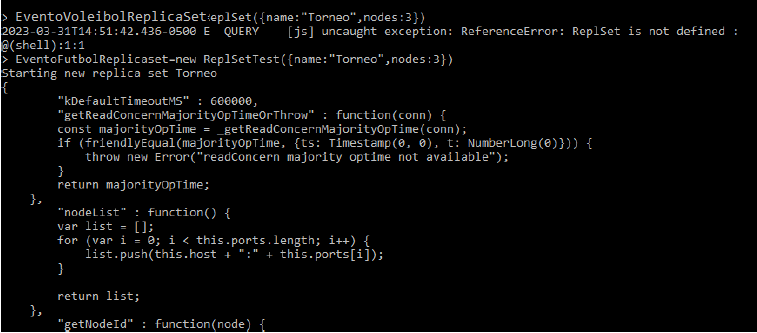 > EventoVoleibolReplicaSet:eplSet({name:"Torneo",nodes:3})
2023-03-31T14:51:42.436-0500 E  QUERY    [js] uncaught exception: ReferenceError: ReplSet is not defined :
@(shell):1:1
> EventoFutbolReplicaset=new ReplSetTest({name:"Torneo",nodes:3})
Starting new replica set Torneo
{
        "kDefaultTimeoutMS" : 600000,
        "getReadConcernMajorityOpTimeOrThrow" : function(conn) {
        const majorityOpTime = _getReadConcernMajorityOpTime(conn);
        if (friendlyEqual(majorityOpTime, {ts: Timestamp(0, 0), t: NumberLong(0)})) {
            throw new Error("readConcern majority optime not available");
        }
        return majorityOpTime;
    },
        "nodeList" : function() {
        var list = [];
        for (var i = 0; i < this.ports.length; i++) {
            list.push(this.host + ":" + this.ports[i]);
        }

        return list;
    },
        "getNodeId" : function(node) {